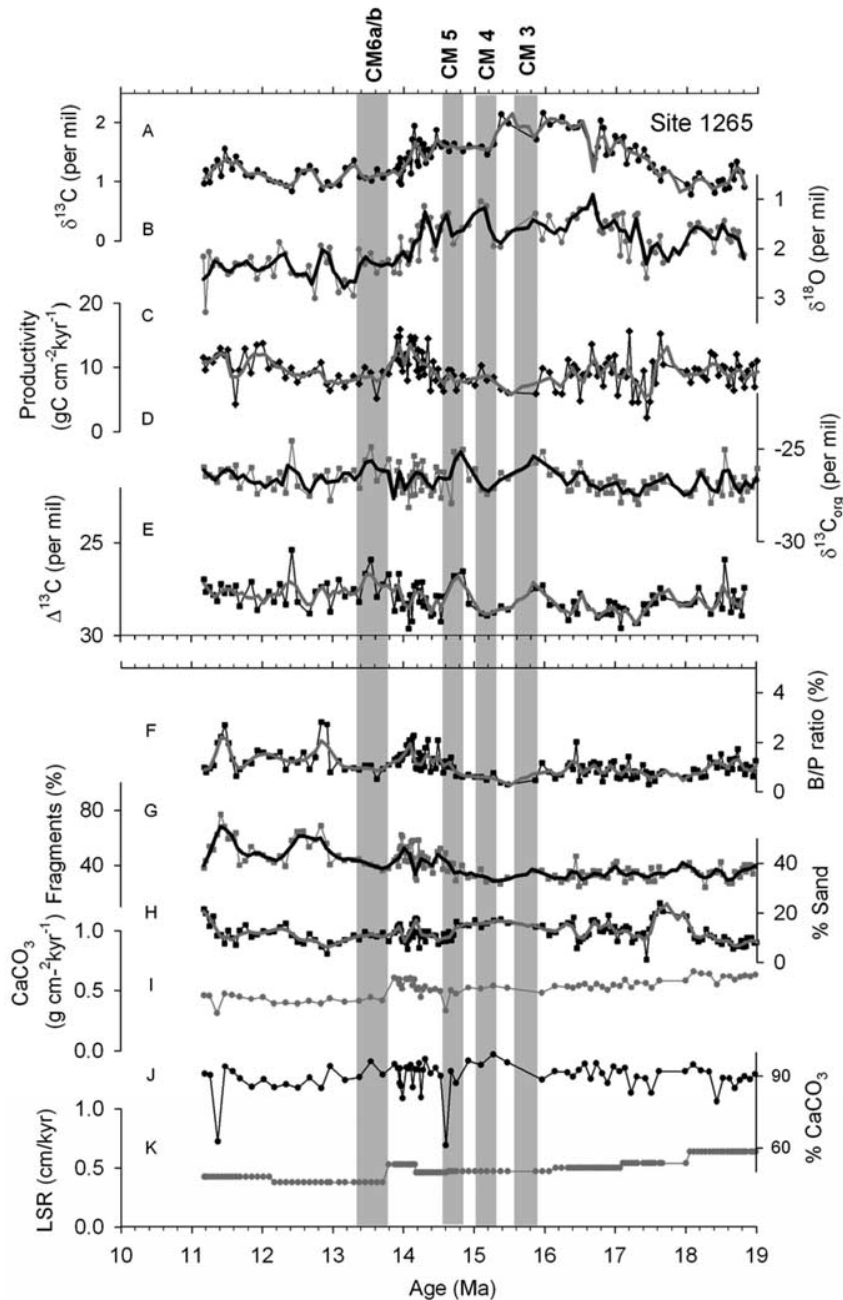 CM6a/b
CM 5
CM 4
CM 3
Site 1265
A
2
1
0
δ¹³C (per mil)
B
1
2
3
δ¹⁸O (per mil)
C
20
10
0
Productivity
(gC cm⁻²kyr⁻¹)
D
-25
-30
δ¹³C_org (per mil)
E
25
30
Δ¹³C (per mil)
F
4
2
0
B/P ratio (%)
G
80
40
Fragments (%)
H
40
20
0
% Sand
I
1.0
0.5
0.0
CaCO₃
(g cm⁻²kyr⁻¹)
J
90
60
% CaCO₃
K
1.0
0.5
0.0
LSR (cm/kyr)
10 11 12 13 14 15 16 17 18 19
Age (Ma)